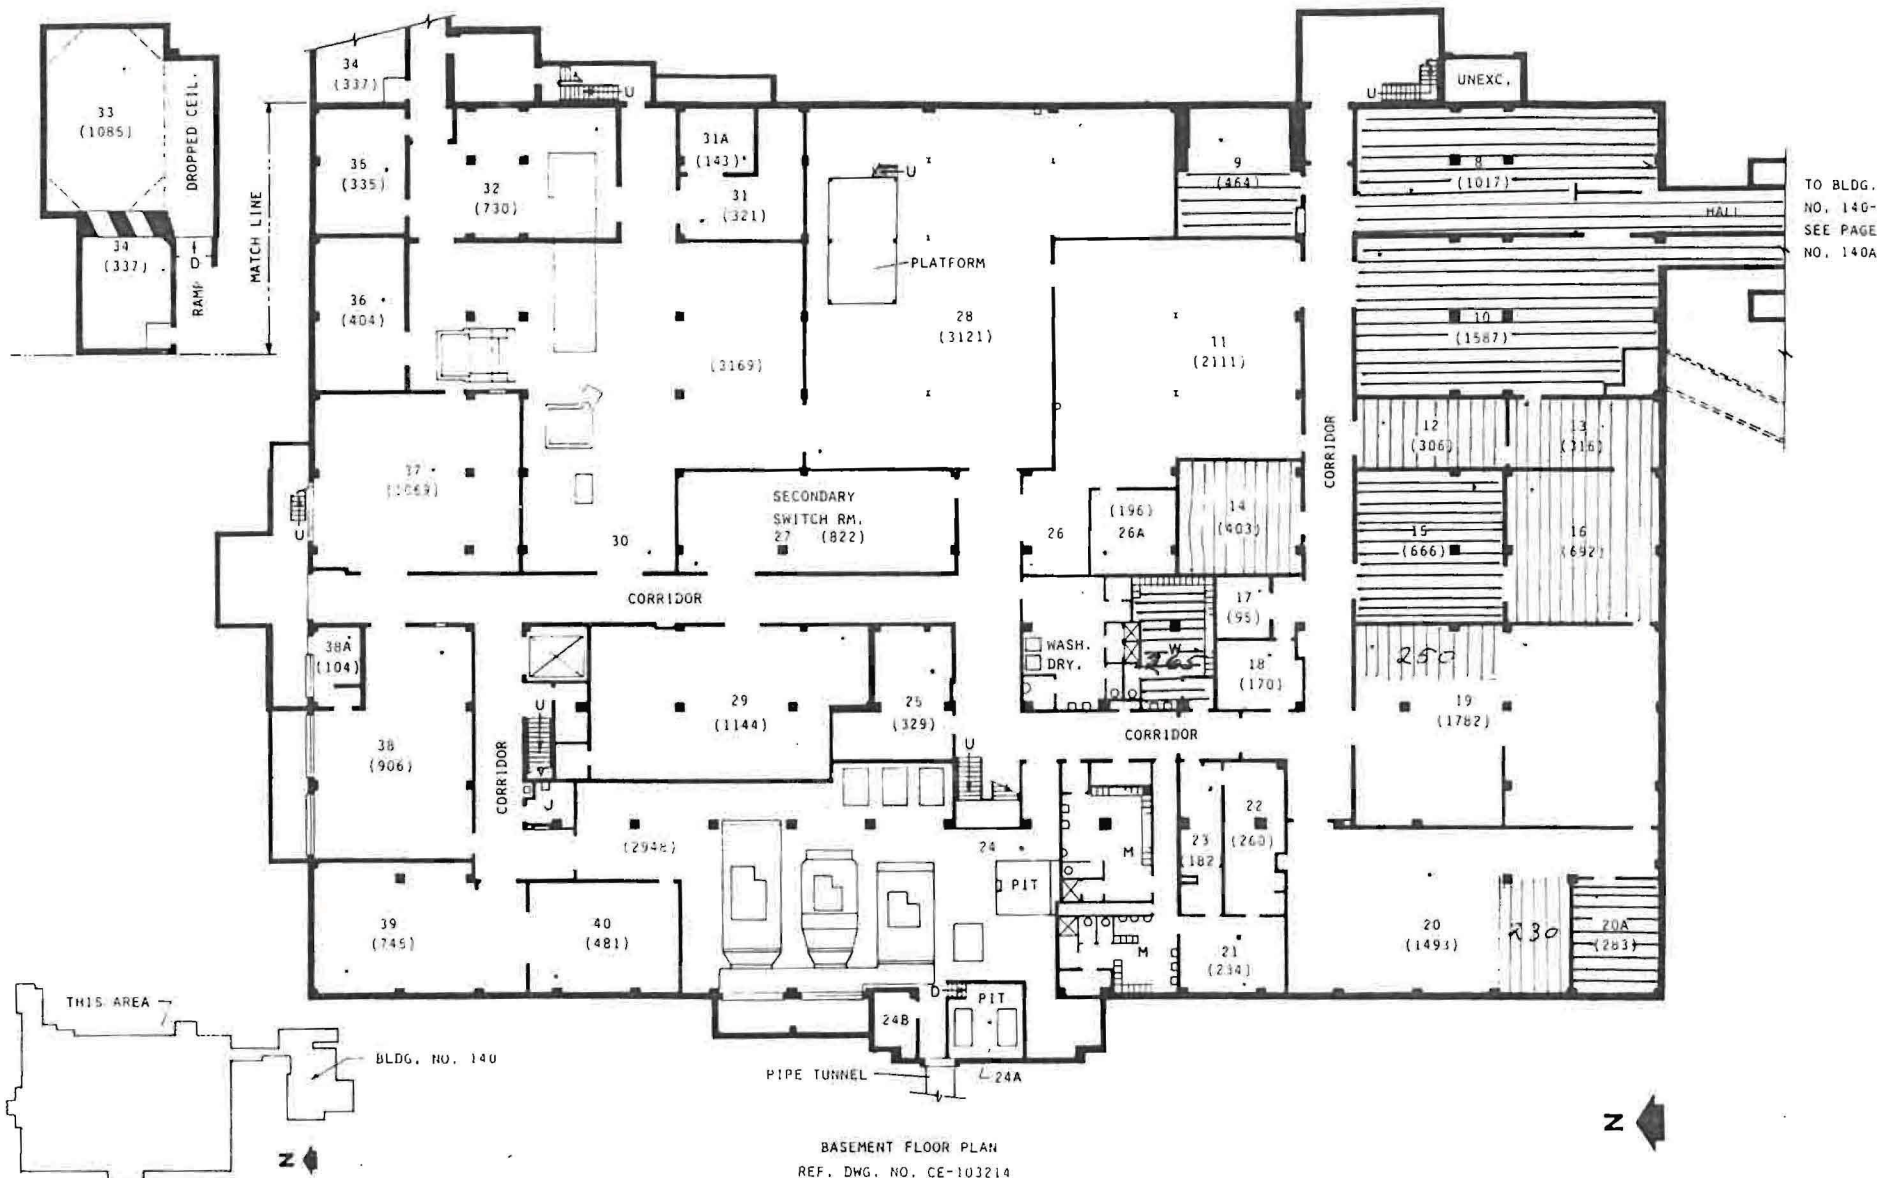 33
(1085)
DROPPED CEIL.
34
(337)
D
RAMP
MATCH LINE
34
(337)
U
35
(335)
32
(730)
31A
(143)
31
(321)
U
PLATFORM
9
(464)
U
UNEXC.
8
(1017)
HALL
TO BLDG.
NO. 140-
SEE PAGE
NO. 140A
36
(404)
(3169)
28
(3121)
11
(2111)
10
(1587)
CORRIDOR
12
(306)
13
(316)
37
(1069)
U
30
SECONDARY
SWITCH RM.
27 (822)
26
(196)
26A
14
(403)
15
(666)
16
(692)
CORRIDOR
38A
(104)
38
(906)
CORRIDOR
U
29
(1144)
25
(329)
WASH.
DRY.
W
265
17
(95)
18
(170)
250
19
(1782)
CORRIDOR
U
J
(2948)
24
PIT
M
23
(182)
22
(260)
39
(745)
40
(481)
M
21
(234)
20
(1493)
230
20A
(283)
24B
D
PIT
24A
PIPE TUNNEL
THIS AREA
BLDG. NO. 140
N
N
BASEMENT FLOOR PLAN
REF. DWG. NO. CE-103214